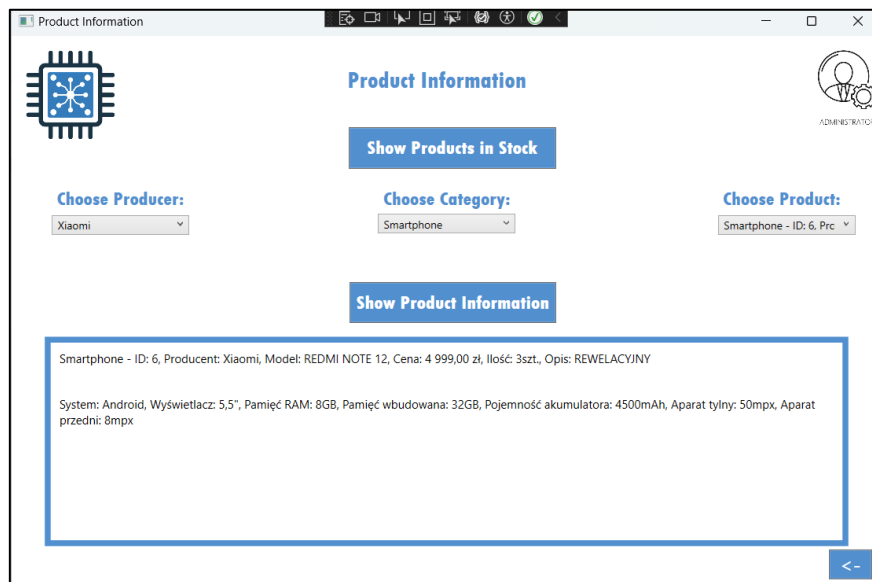 Product Information
Product Information
ADMINISTRATOR
Show Products in Stock
Choose Producer:
Choose Category:
Choose Product:
Xiaomi
Smartphone
Smartphone - ID: 6, Prc
Show Product Information
Smartphone - ID: 6, Producent: Xiaomi, Model: REDMI NOTE 12, Cena: 4 999,00 zł, Ilość: 3szt., Opis: REWELACYJNY
System: Android, Wyświetlacz: 5,5", Pamięć RAM: 8GB, Pamięć wbudowana: 32GB, Pojemność akumulatora: 4500mAh, Aparat tylny: 50mpx, Aparat
przedni: 8mpx
<-